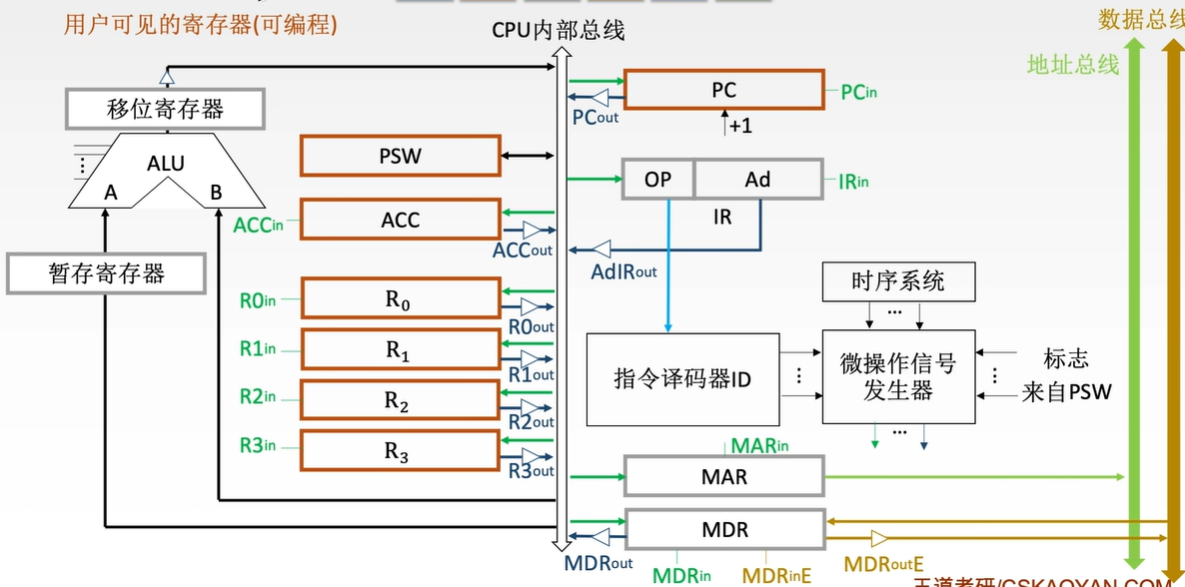 用户可见的寄存器(可编程)
CPU内部总线
数据总线
地址总线
移位寄存器
ALU
A
B
暂存寄存器
PSW
ACC
ACCin
ACCout
R0
R0in
R0out
R1
R1in
R1out
R2
R2in
R2out
R3
R3in
R3out
PC
PCin
PCout
+1
OP
Ad
IRin
IR
AdIRout
时序系统
...
指令译码器ID
⋮
微操作信号
发生器
⋮
标志
来自PSW
...
MARin
MAR
MDR
MDRout
MDRin
MDRinE
MDRoutE
王道考研/CSKAOYAN.COM